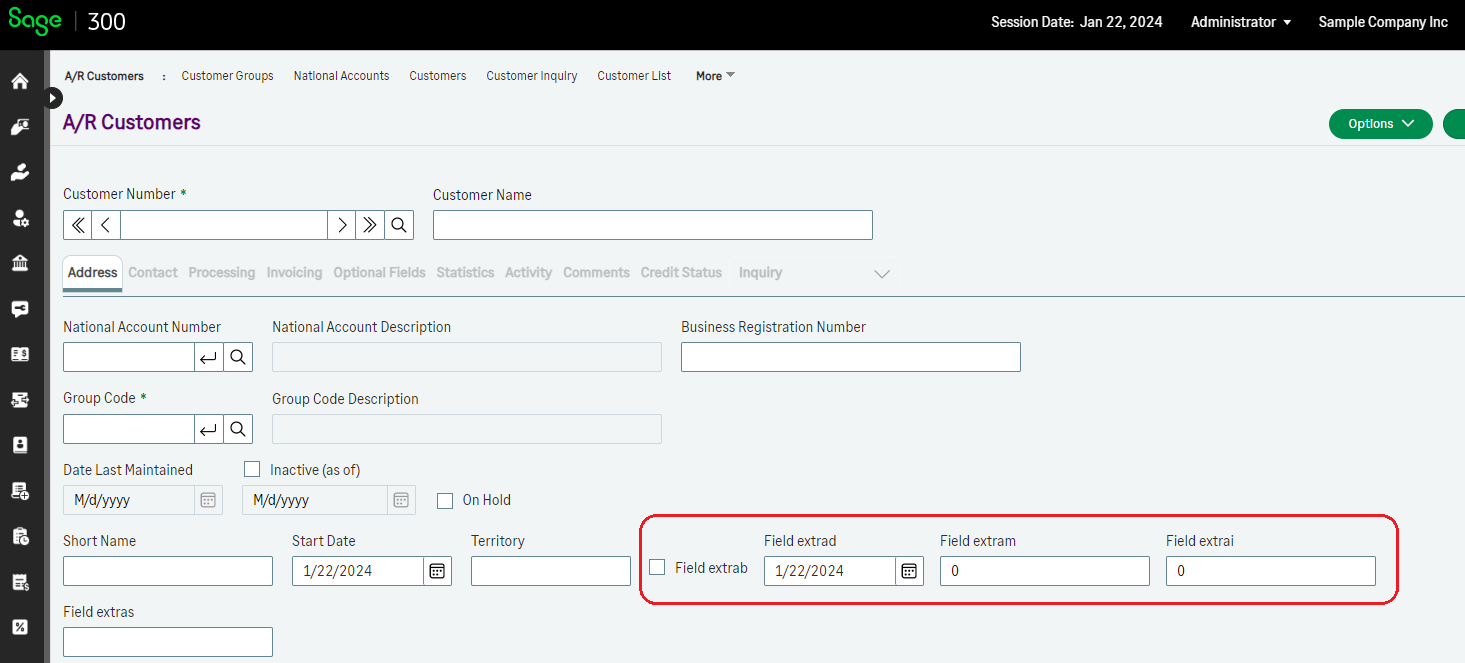 Sage 300 Session Date: Jan 22, 2024 Administrator Sample Company Inc
A/R Customers : Customer Groups National Accounts Customers Customer Inquiry Customer List More
A/R Customers
Options
Customer Number * Customer Name
Address Contact Processing Invoicing Optional Fields Statistics Activity Comments Credit Status Inquiry
National Account Number National Account Description Business Registration Number
Group Code * Group Code Description
Date Last Maintained Inactive (as of)
M/d/yyyy M/d/yyyy On Hold
Short Name Start Date Territory Field extrad Field extram Field extrai
1/22/2024 Field extrab 1/22/2024 0 0
Field extras